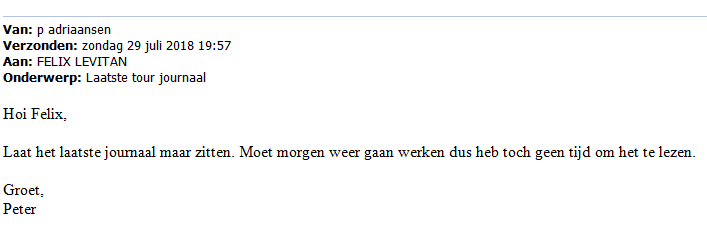 Van: p adriaansen
Verzonden: zondag 29 juli 2018 19:57
Aan: FELIX LEVITAN
Onderwerp: Laatste tour journaal
Hoi Felix,
Laat het laatste journaal maar zitten. Moet morgen weer gaan werken dus heb toch geen tijd om het te lezen.
Groet,
Peter